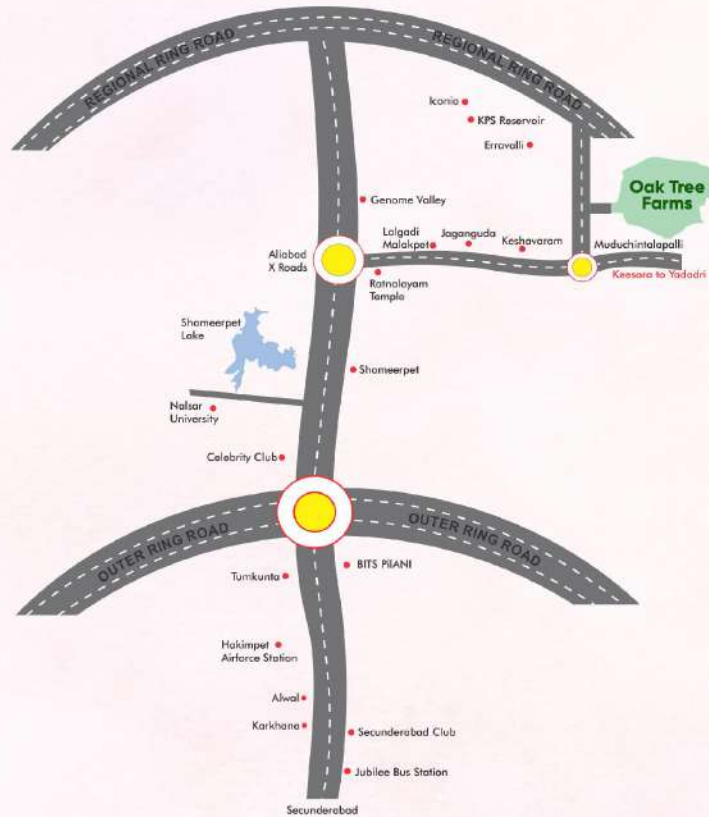 REGIONAL RING ROAD
REGIONAL RING ROAD
Iconio
KPS Reservoir
Erravalli
Oak Tree
Farms
Genome Valley
Lalgadi
Malakpet
Jaganguda
Keshavaram
Muduchintalapalli
Aliabad
X Roads
Keesara to Yadadri
Ratnalayam
Temple
Shameerpet
Lake
Shameerpet
Nalsar
University
Celebrity Club
OUTER RING ROAD
OUTER RING ROAD
BITS PilANI
Tumkunta
Hakimpet
Airforce Station
Alwal
Karkhana
Secunderabad Club
Jubilee Bus Station
Secunderabad